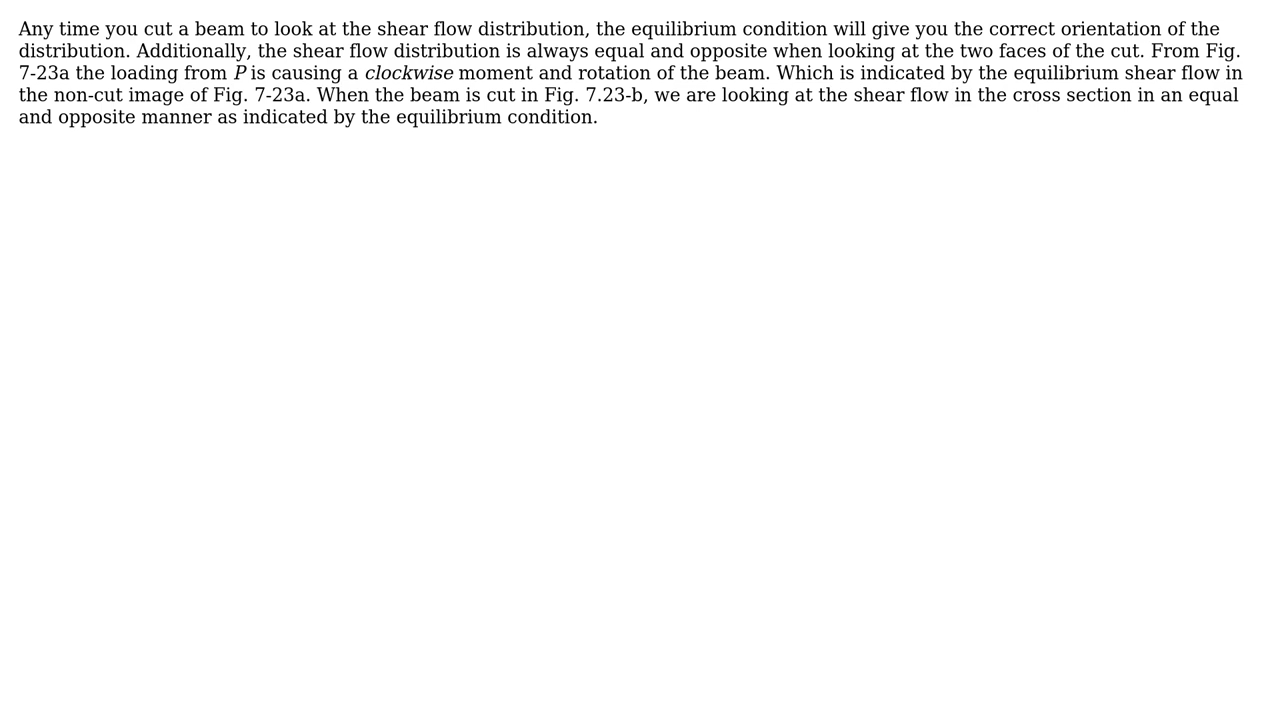 Any time you cut a beam to look at the shear flow distribution, the equilibrium condition will give you the correct orientation of the
distribution. Additionally, the shear flow distribution is always equal and opposite when looking at the two faces of the cut. From Fig.
7-23a the loading from P is causing a clockwise moment and rotation of the beam. Which is indicated by the equilibrium shear flow in
the non-cut image of Fig. 7-23a. When the beam is cut in Fig. 7.23-b, we are looking at the shear flow in the cross section in an equal
and opposite manner as indicated by the equilibrium condition.